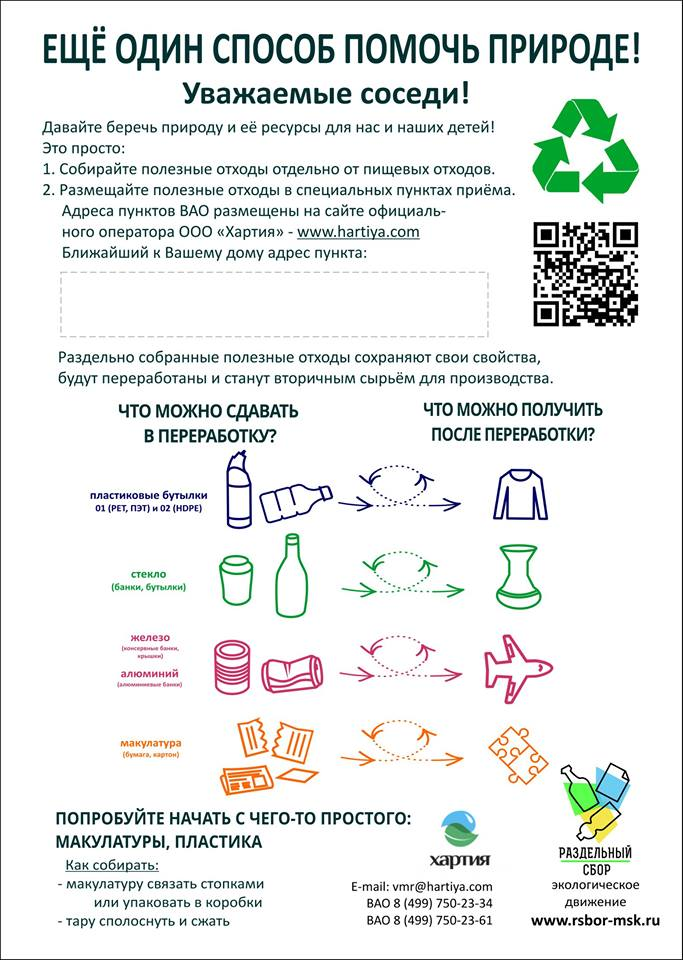 ЕЩЁ ОДИН СПОСОБ ПОМОЧЬ ПРИРОДЕ!
Уважаемые соседи!
Давайте беречь природу и её ресурсы для нас и наших детей!
Это просто:
1. Собирайте полезные отходы отдельно от пищевых отходов.
2. Размещайте полезные отходы в специальных пунктах приёма.
Адреса пунктов ВАО размещены на сайте официаль-
ного оператора ООО «Хартия» - www.hartiya.com
Ближайший к Вашему дому адрес пункта:
Раздельно собранные полезные отходы сохраняют свои свойства,
будут переработаны и станут вторичным сырьём для производства.
ЧТО МОЖНО СДАВАТЬ
В ПЕРЕРАБОТКУ?
ЧТО МОЖНО ПОЛУЧИТЬ
ПОСЛЕ ПЕРЕРАБОТКИ?
пластиковые бутылки
01 (PET, ПЭТ) и 02 (HDPE)
стекло
(банки, бутылки)
железо
(консервные банки,
крышки)
алюминий
(алюминиевые банки)
макулатура
(бумага, картон)
ПОПРОБУЙТЕ НАЧАТЬ С ЧЕГО-ТО ПРОСТОГО:
МАКУЛАТУРЫ, ПЛАСТИКА
Как собирать:
- макулатуру связать стопками
или упаковать в коробки
- тару сполоснуть и сжать
хартия
E-mail: vmr@hartiya.com
ВАО 8 (499) 750-23-34
ВАО 8 (499) 750-23-61
РАЗДЕЛЬНЫЙ
СБОР
экологическое
движение
www.rsbor-msk.ru